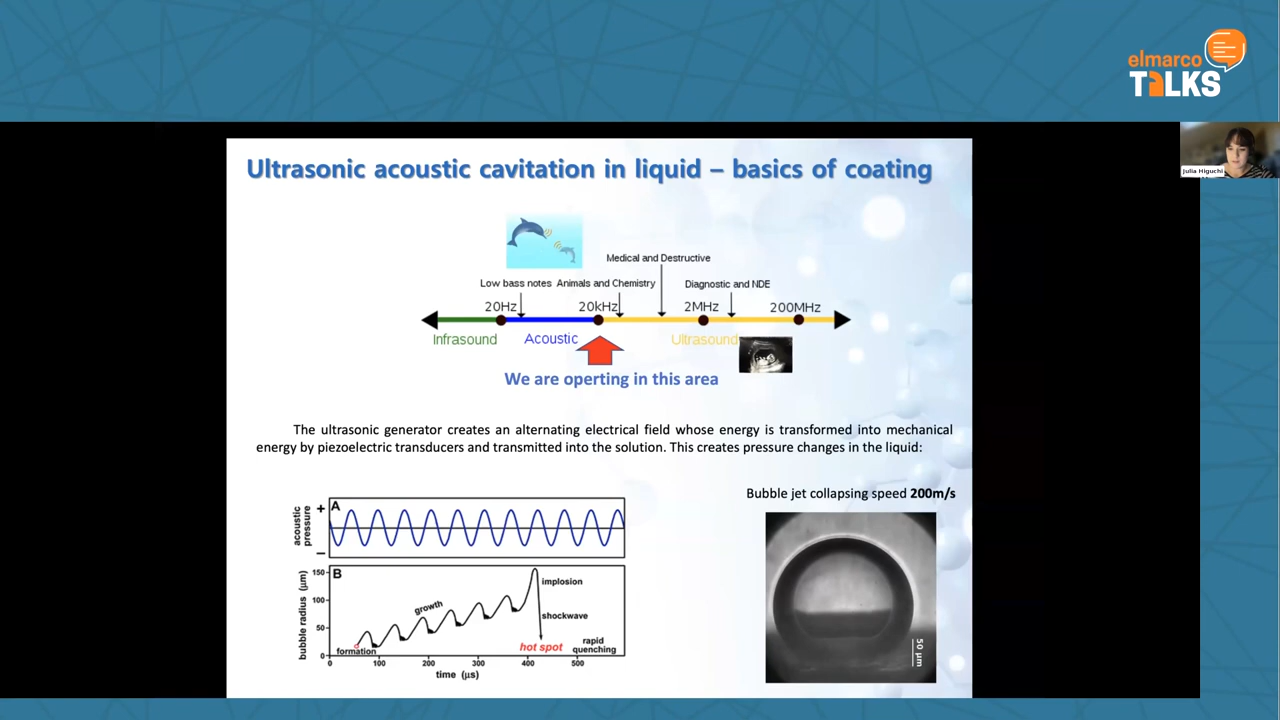 elmarco
TALKS
Julia Higuchi
Ultrasonic acoustic cavitation in liquid – basics of coating
Medical and Destructive
Low bass notes Animals and Chemistry Diagnostic and NDE
20Hz 20kHz 2MHz 200MHz
Infrasound Acoustic Ultrasound
We are operting in this area
The ultrasonic generator creates an alternating electrical field whose energy is transformed into mechanical
energy by piezoelectric transducers and transmitted into the solution. This creates pressure changes in the liquid:
Bubble jet collapsing speed 200m/s
A
+
–
acoustic
pressure
B
bubble radius (μm)
150
100
50
0
formation
growth
implosion
shockwave
hot spot
rapid
quenching
0 100 200 300 400 500
time (μs)
50 μm